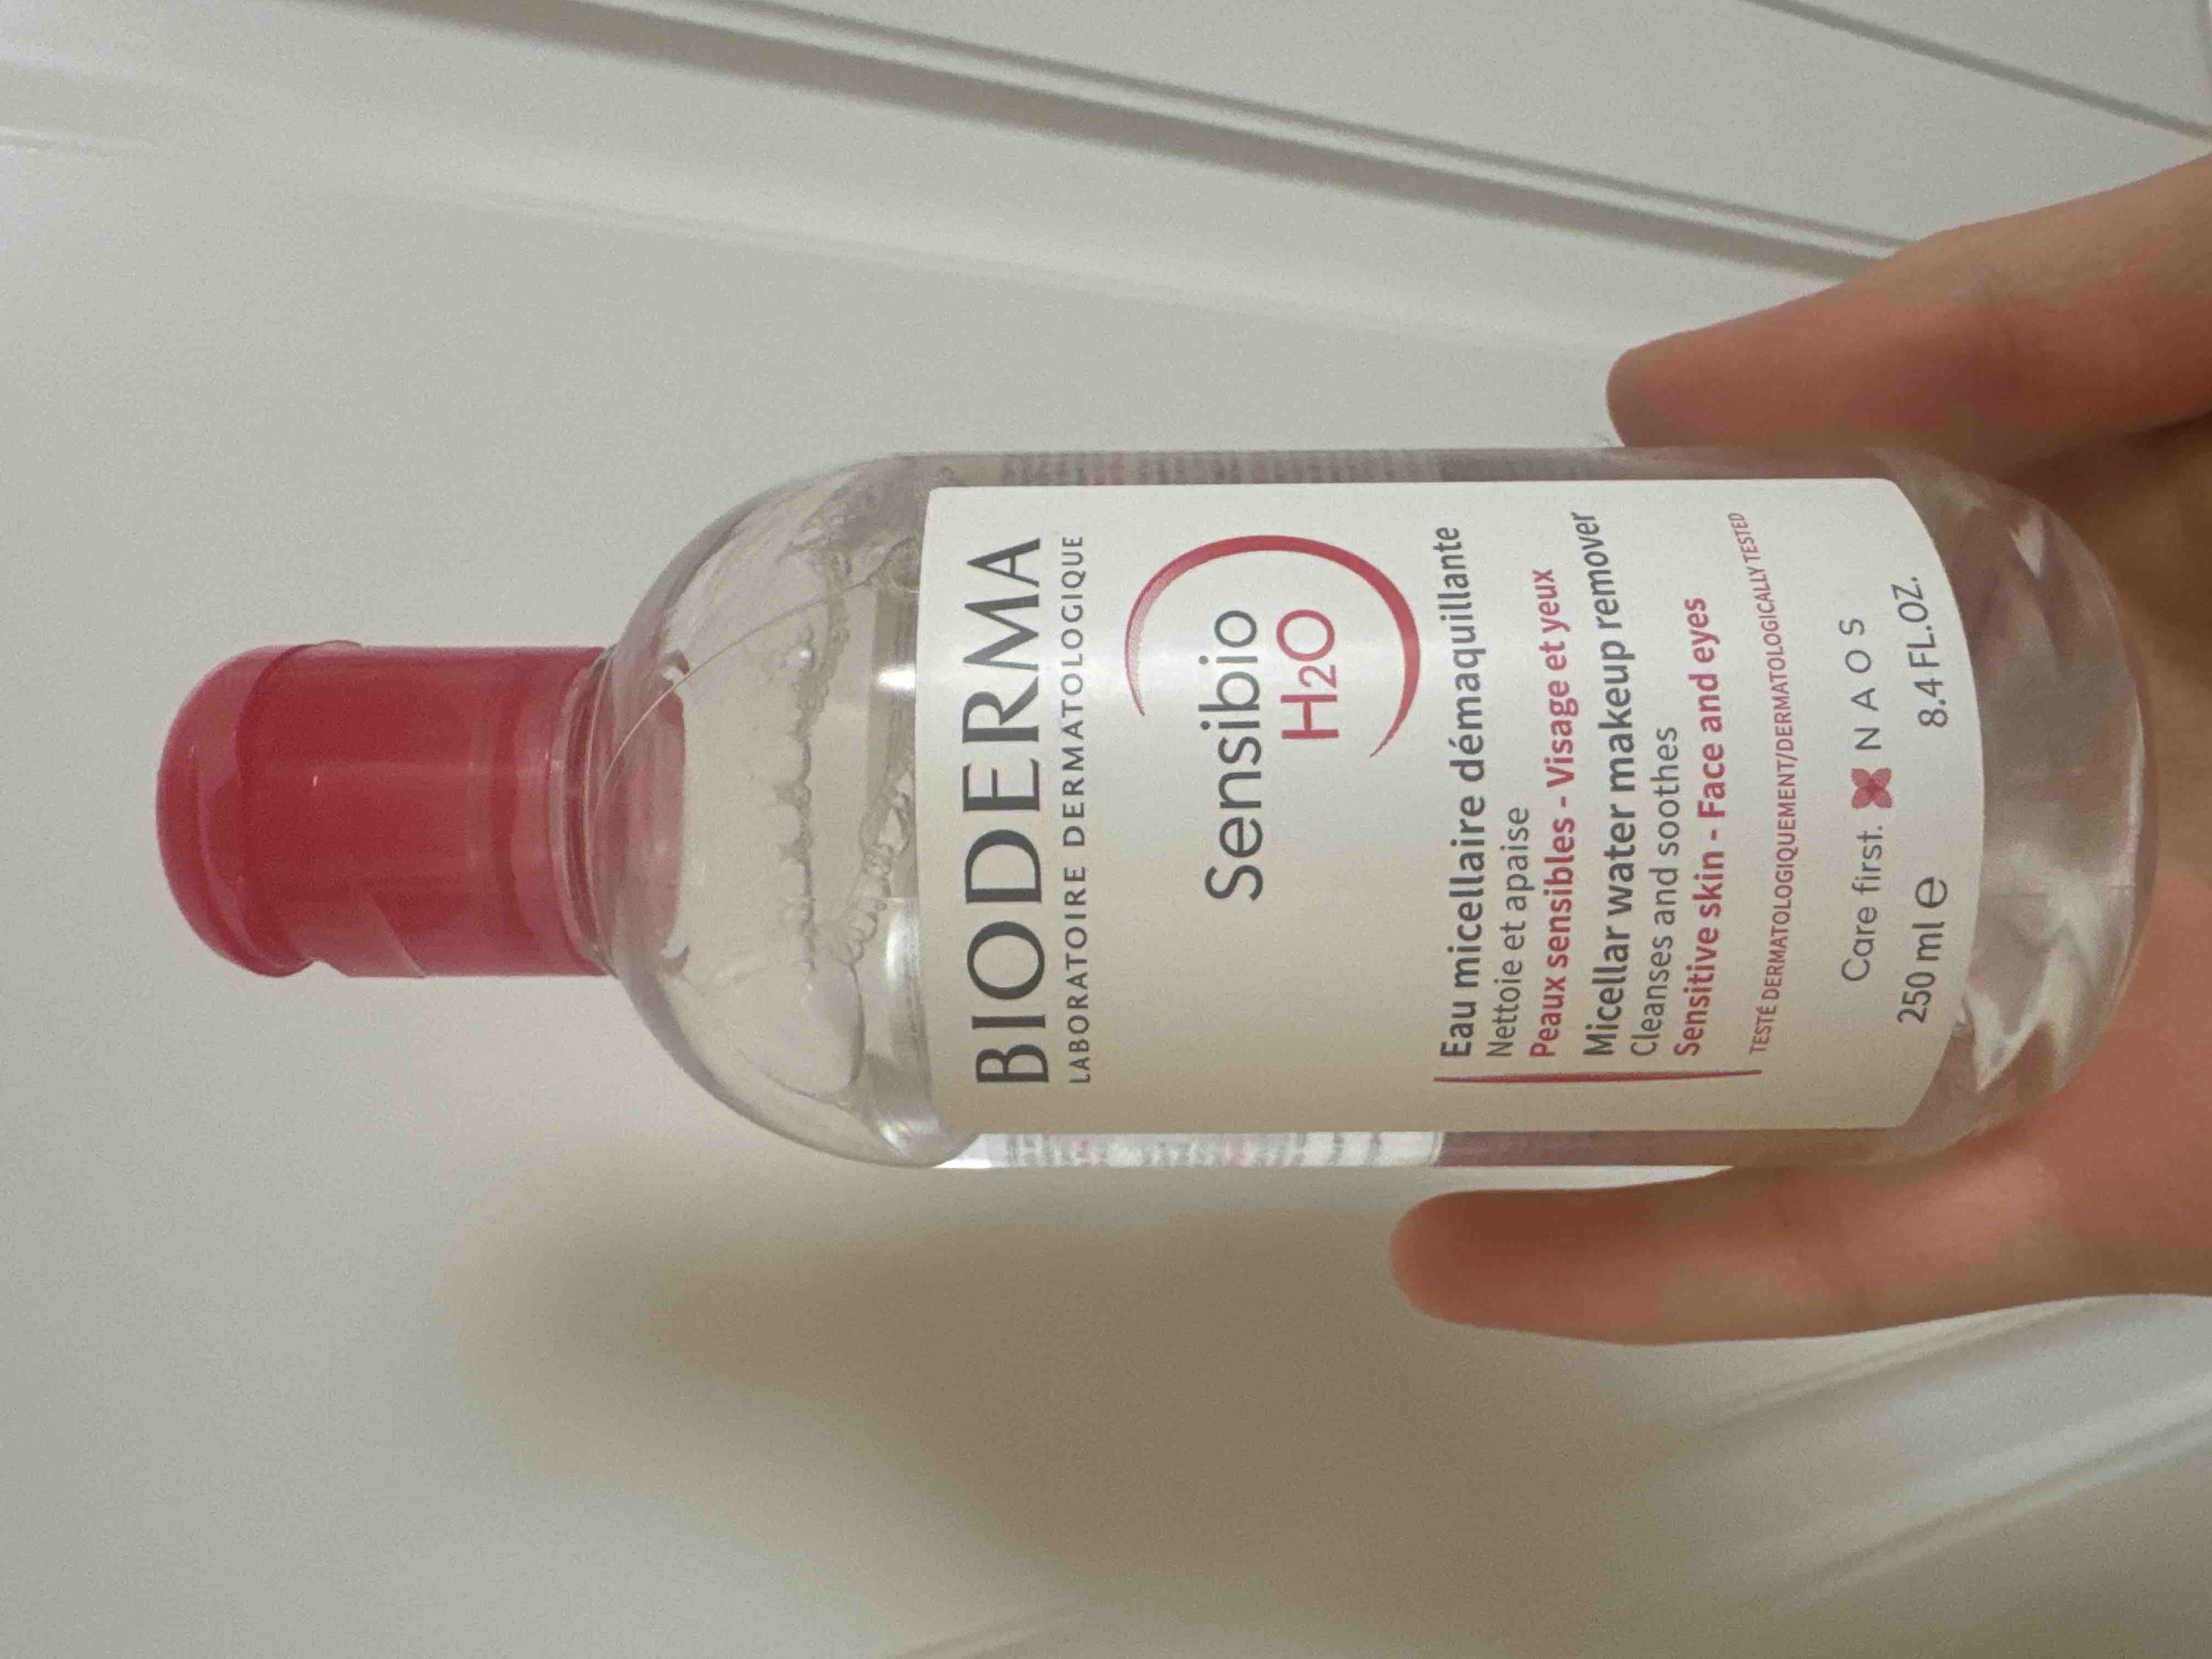 BIODERMA
LABORATOIRE DERMATOLOGIQUE
Sensibio
H2O
Eau micellaire démaquillante
Nettoie et apaise
Peaux sensibles - Visage et yeux
Micellar water makeup remover
Cleanses and soothes
Sensitive skin - Face and eyes
TESTÉ DERMATOLOGIQUEMENT/DERMATOLOGICALLY TESTED
Care first. NAOS
250 ml ℮ 8.4 FL.OZ.